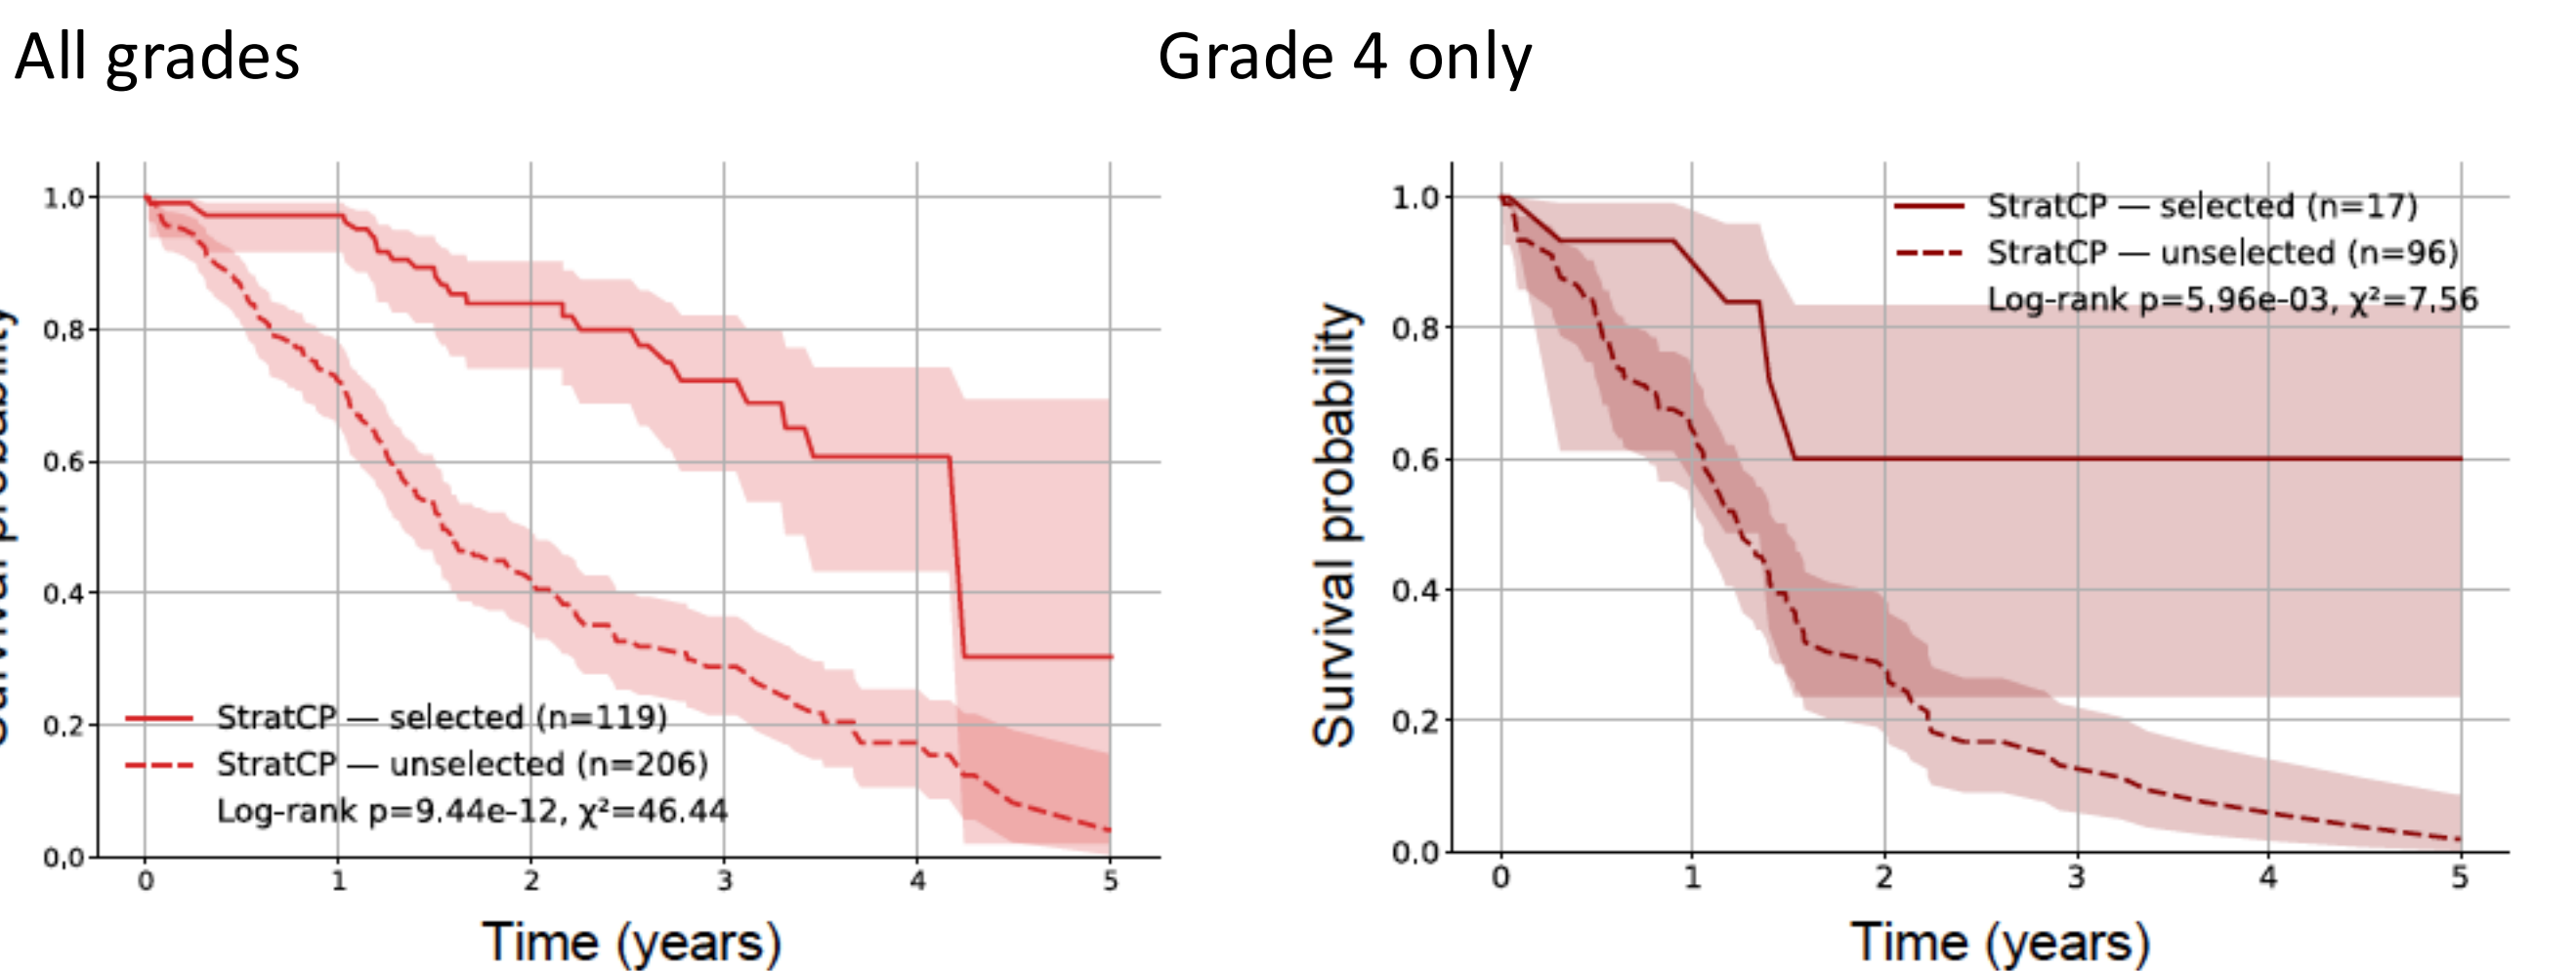 All grades
Grade 4 only
1.0
0.8
0.6
0.4
0.2
0.0
StratCP — selected (n=119)
StratCP — unselected (n=206)
Log-rank p=9.44e-12, χ²=46.44
0 1 2 3 4 5
Time (years)
Survival probability
1.0
0.8
0.6
0.4
0.2
0.0
StratCP — selected (n=17)
StratCP — unselected (n=96)
Log-rank p=5.96e-03, χ²=7.56
0 1 2 3 4 5
Time (years)